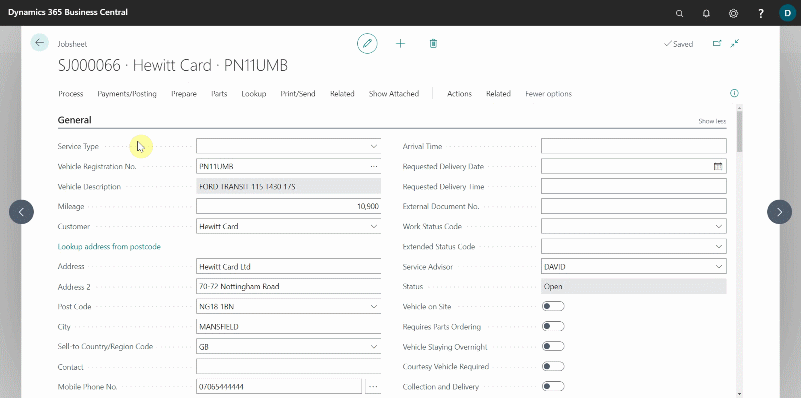 Dynamics 365 Business Central
? D
Jobsheet
Saved
SJ000066 · Hewitt Card · PN11UMB
Process Payments/Posting Prepare Parts Lookup Print/Send Related Show Attached Actions Related Fewer options
General
Show less
Service Type
Vehicle Registration No. PN11UMB
Vehicle Description FORD TRANSIT 115 T430 17S
Mileage 10,900
Customer Hewitt Card
Lookup address from postcode
Address Hewitt Card Ltd
Address 2 70-72 Nottingham Road
Post Code NG18 1BN
City MANSFIELD
Sell-to Country/Region Code GB
Contact
Mobile Phone No. 07065444444
Arrival Time
Requested Delivery Date
Requested Delivery Time
External Document No.
Work Status Code
Extended Status Code
Service Advisor DAVID
Status Open
Vehicle on Site
Requires Parts Ordering
Vehicle Staying Overnight
Courtesy Vehicle Required
Collection and Delivery